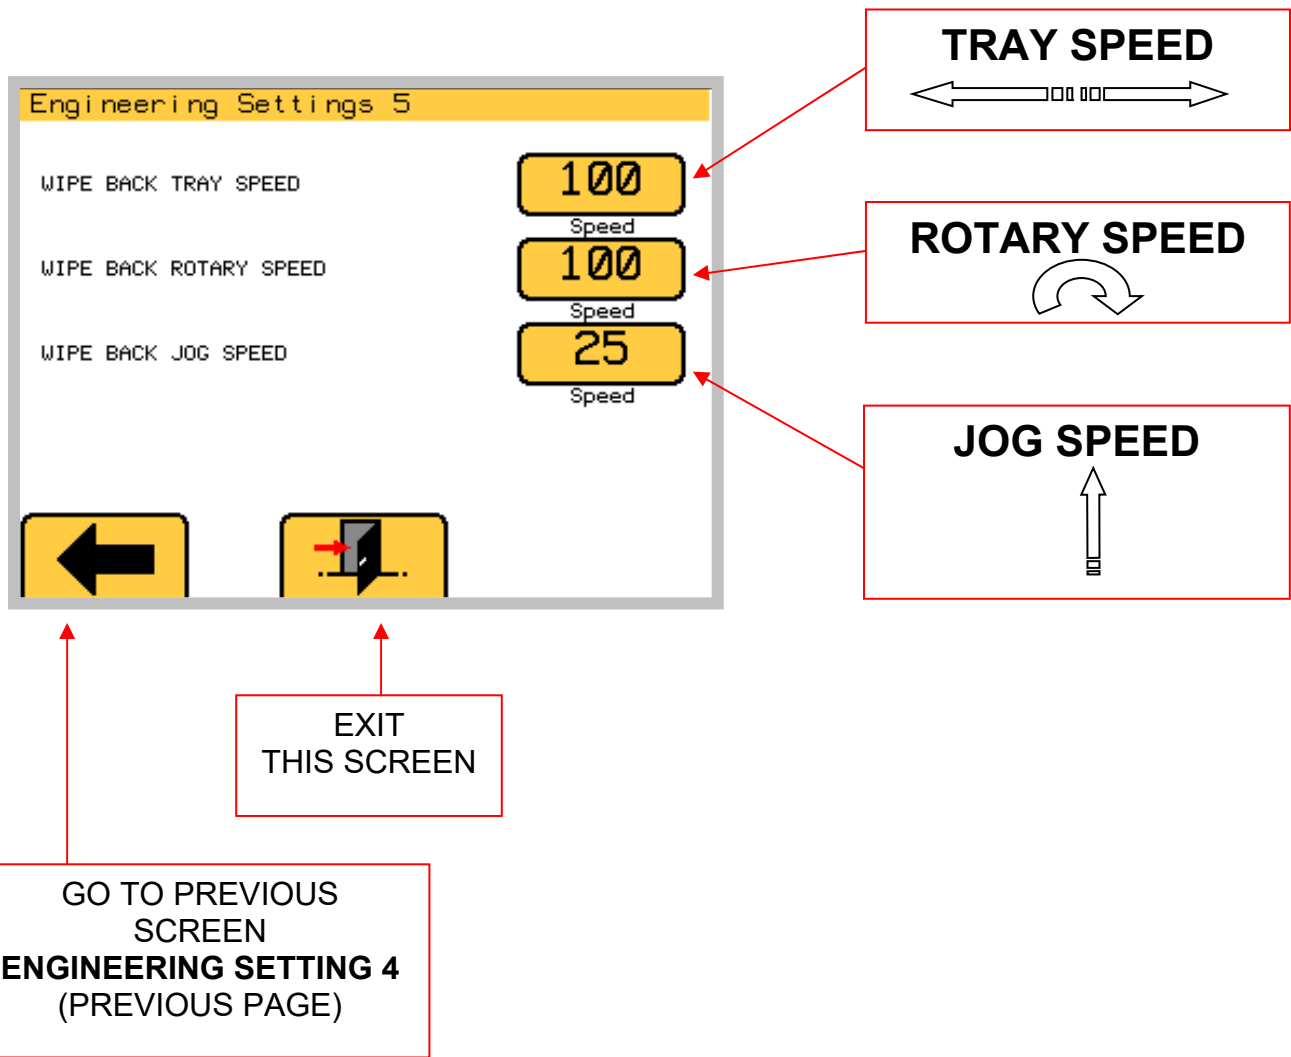 TRAY SPEED
Engineering Settings 5
WIPE BACK TRAY SPEED
100
Speed
ROTARY SPEED
WIPE BACK ROTARY SPEED
100
Speed
WIPE BACK JOG SPEED
25
Speed
JOG SPEED
EXIT
THIS SCREEN
GO TO PREVIOUS
SCREEN
ENGINEERING SETTING 4
(PREVIOUS PAGE)